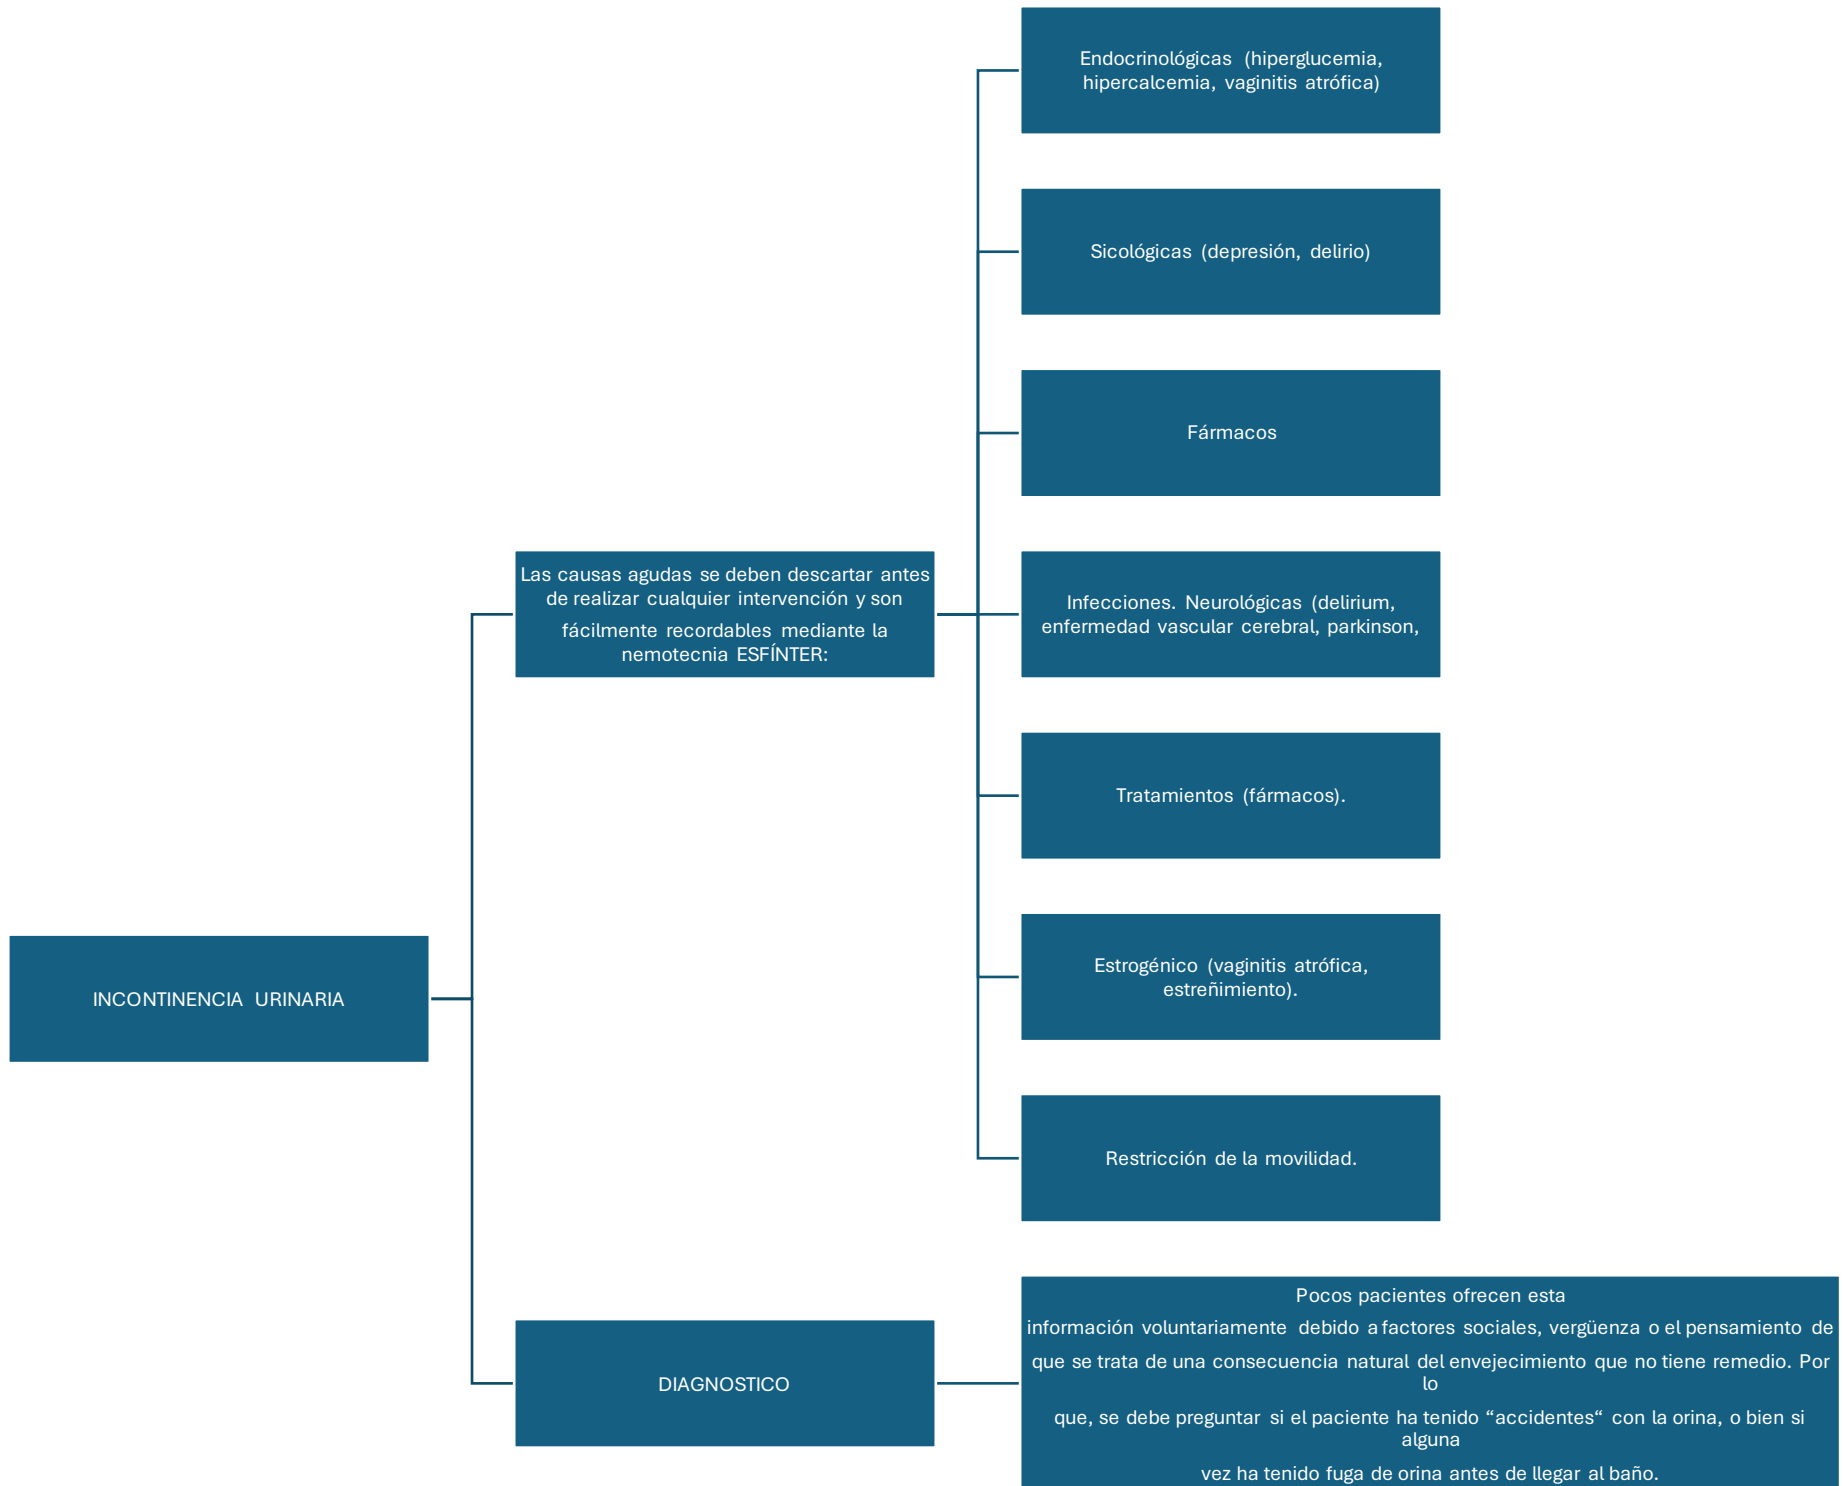 INCONTINENCIA URINARIA
Las causas agudas se deben descartar antes
de realizar cualquier intervención y son
fácilmente recordables mediante la
nemotecnia ESFÍNTER:
Endocrinológicas (hiperglucemia,
hipercalcemia, vaginitis atrófica)
Sicológicas (depresión, delirio)
Fármacos
Infecciones. Neurológicas (delirium,
enfermedad vascular cerebral, parkinson,
Tratamientos (fármacos).
Estrogénico (vaginitis atrófica,
estreñimiento).
Restricción de la movilidad.
DIAGNOSTICO
Pocos pacientes ofrecen esta
información voluntariamente debido a factores sociales, vergüenza o el pensamiento de
que se trata de una consecuencia natural del envejecimiento que no tiene remedio. Por
lo
que, se debe preguntar si el paciente ha tenido “accidentes“ con la orina, o bien si
alguna
vez ha tenido fuga de orina antes de llegar al baño.